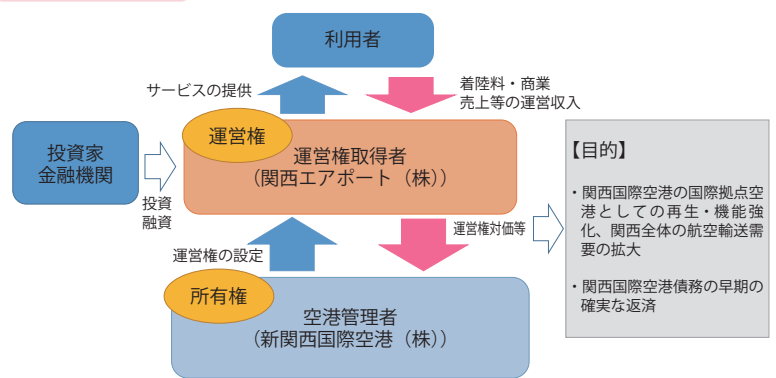 利用者
サービスの提供
着陸料・商業
売上等の運営収入
運営権
投資家
金融機関
運営権取得者
（関西エアポート（株））
投資
融資
運営権の設定
運営権対価等
所有権
空港管理者
（新関西国際空港（株））
【目的】
・関西国際空港の国際拠点
空港としての再生・機能強
化、関西全体の航空輸送需
要の拡大
・関西国際空港債務の早期の
確実な返済